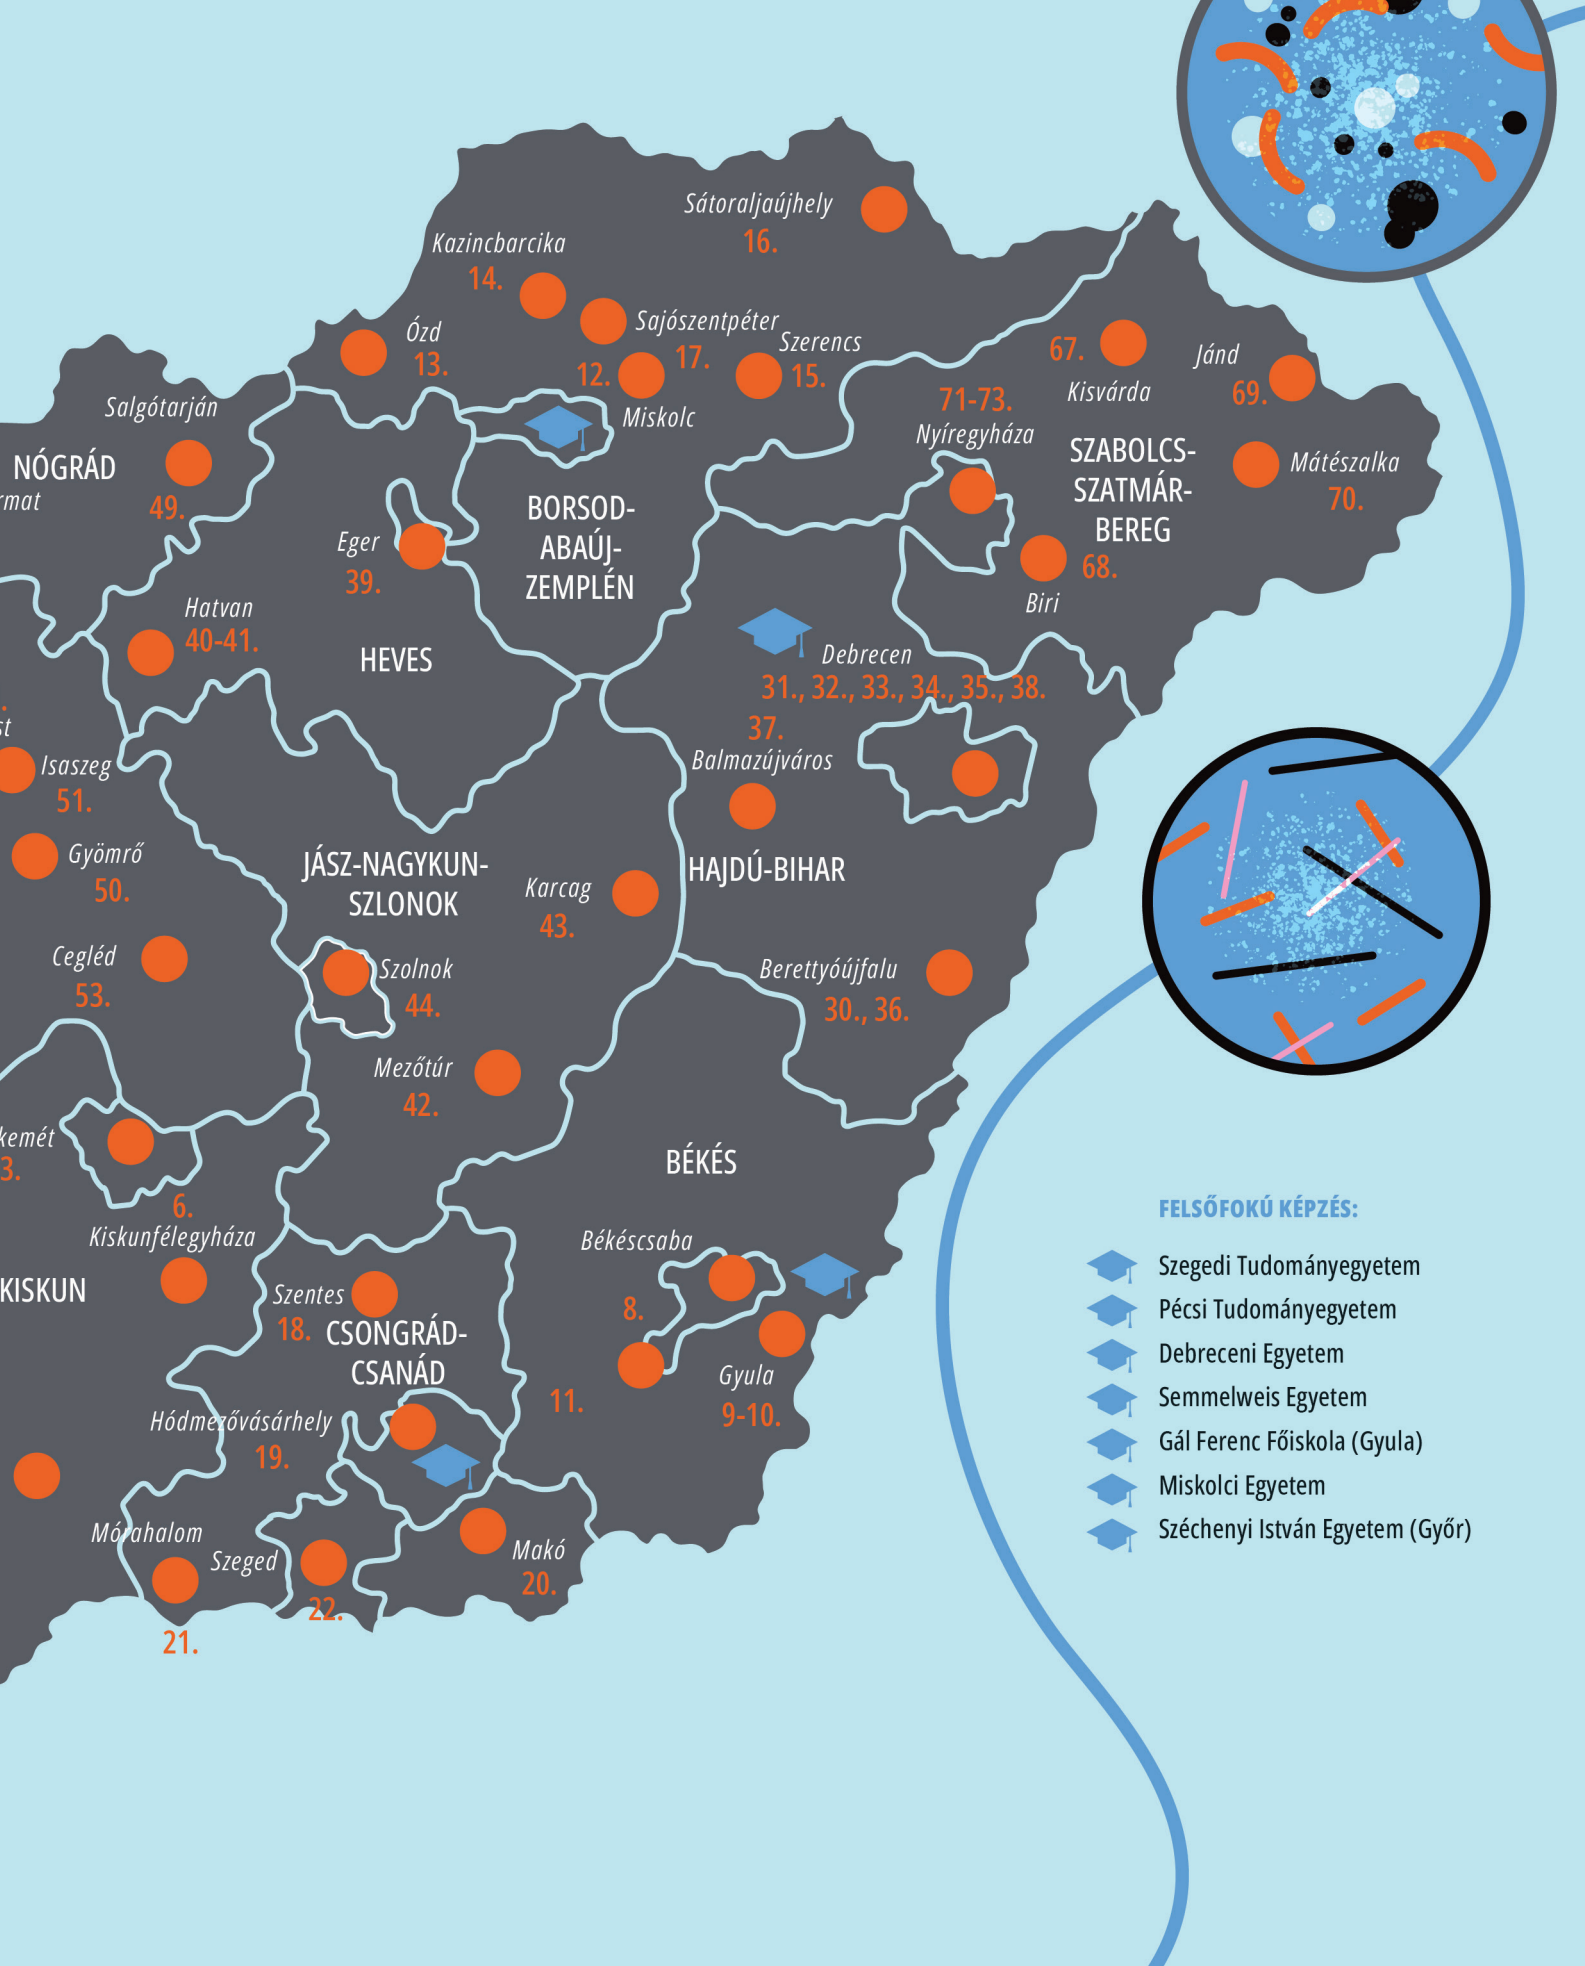 Sátoraljaújhely
16.
Kazincbarcika
14.
Ózd
13.
Sajószentpéter
17.
Szerencs
15.
12.
Miskolc
67.
Kisvárda
Jánd
69.
71-73.
Nyíregyháza
SZABOLCS-
SZATMÁR-
BEREG
Mátészalka
70.
68.
Biri
Salgótarján
NÓGRÁD
49.
BORSOD-
ABAÚJ-
ZEMPLÉN
Eger
39.
Hatvan
40-41.
HEVES
Debrecen
31., 32., 33., 34., 35., 38.
37.
Balmazújváros
Isaszeg
51.
Gyömrő
50.
JÁSZ-NAGYKUN-
SZLONOK
Karcag
43.
HAJDÚ-BIHAR
Cegléd
53.
Szolnok
44.
Berettyóújfalu
30., 36.
Mezőtúr
42.
kemét
3.
6.
Kiskunfélegyháza
KISKUN
BÉKÉS
Békéscsaba
8.
Szentes
18.
CSONGRÁD-
CSANÁD
Gyula
9-10.
11.
Hódmezővásárhely
19.
Mórahalom
21.
Szeged
22.
Makó
20.
FELSŐFOKÚ KÉPZÉS:
Szegedi Tudományegyetem
Pécsi Tudományegyetem
Debreceni Egyetem
Semmelweis Egyetem
Gál Ferenc Főiskola (Gyula)
Miskolci Egyetem
Széchenyi István Egyetem (Győr)